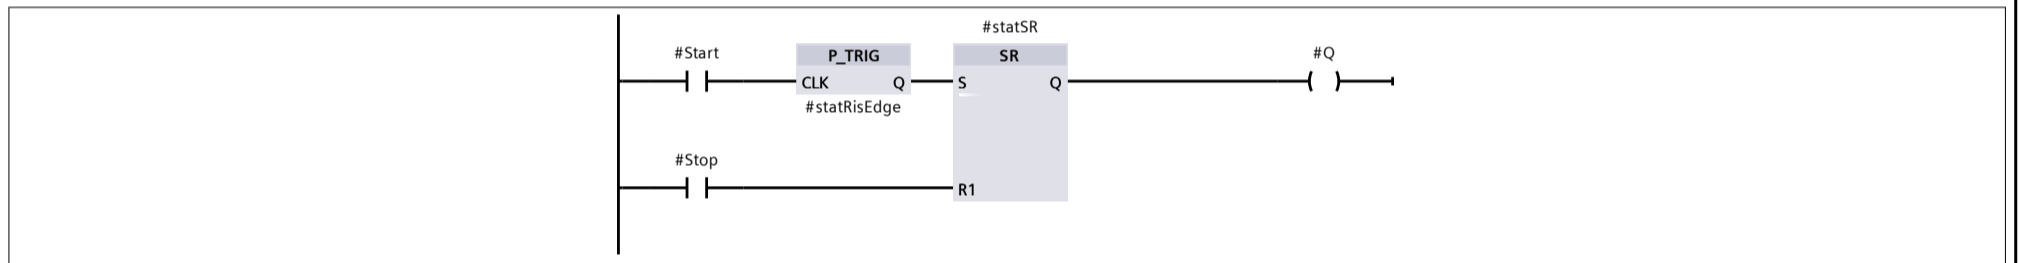 #statSR
#Start
P_TRIG
SR
#Q
CLK
Q
S
Q
#statRisEdge
#Stop
R1